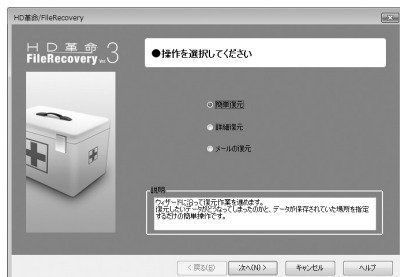 HD革命/FileRecovery
HD革命
FileRecovery Ver.3
●操作を選択してください
簡単復元
詳細復元
メールの復元
説明
ウィザードに沿って復元作業を進めます。
復元したいデータがどうなってしまったのかと、データが保存されていた場所を指定
するだけの簡単操作です。
< 戻る(B)
次へ(N) >
キャンセル
ヘルプ